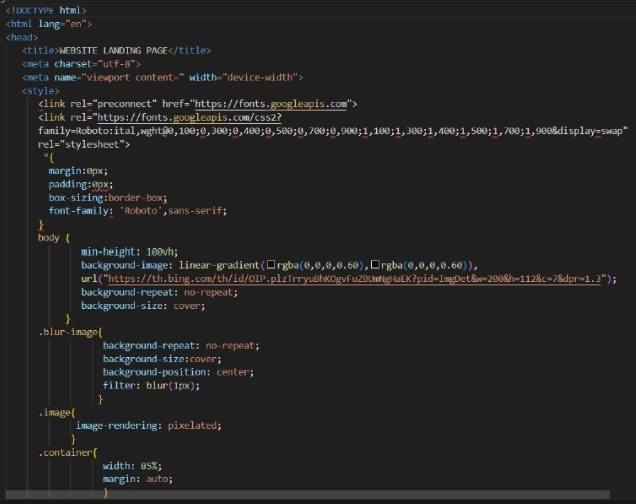 <!DOCTYPE html>
<html lang="en">
<head>
<title>WEBSITE LANDING PAGE</title>
<meta charset="utf-8">
<meta name="viewport content=" width="device-width">
<style>
<link rel="preconnect" href="https://fonts.googleapis.com">
<link rel="https://fonts.googleapis.com/css2?
family=Roboto:ital,wght@0,100;0,300;0,400;0,500;0,700;0,900;1,100;1,300;1,400;1,500;1,700;1,900&display=swap"
rel="stylesheet">
*{
margin:0px;
padding:0px;
box-sizing:border-box;
font-family: 'Roboto',sans-serif;
}
body {
min-height: 100vh;
background-image: linear-gradient(rgba(0,0,0,0.60),rgba(0,0,0,0.60)),
url("https://th.bing.com/th/id/OIP.plzTrryuBhKOgvFuZBUmNgHaEK?pid=ImgDet&w=200&h=112&c=7&dpr=1.3");
background-repeat: no-repeat;
background-size: cover;
}
.blur-image{
background-repeat: no-repeat;
background-size:cover;
background-position: center;
filter: blur(1px);
}
.image{
image-rendering: pixelated;
}
.container{
width: 85%;
margin: auto;
}